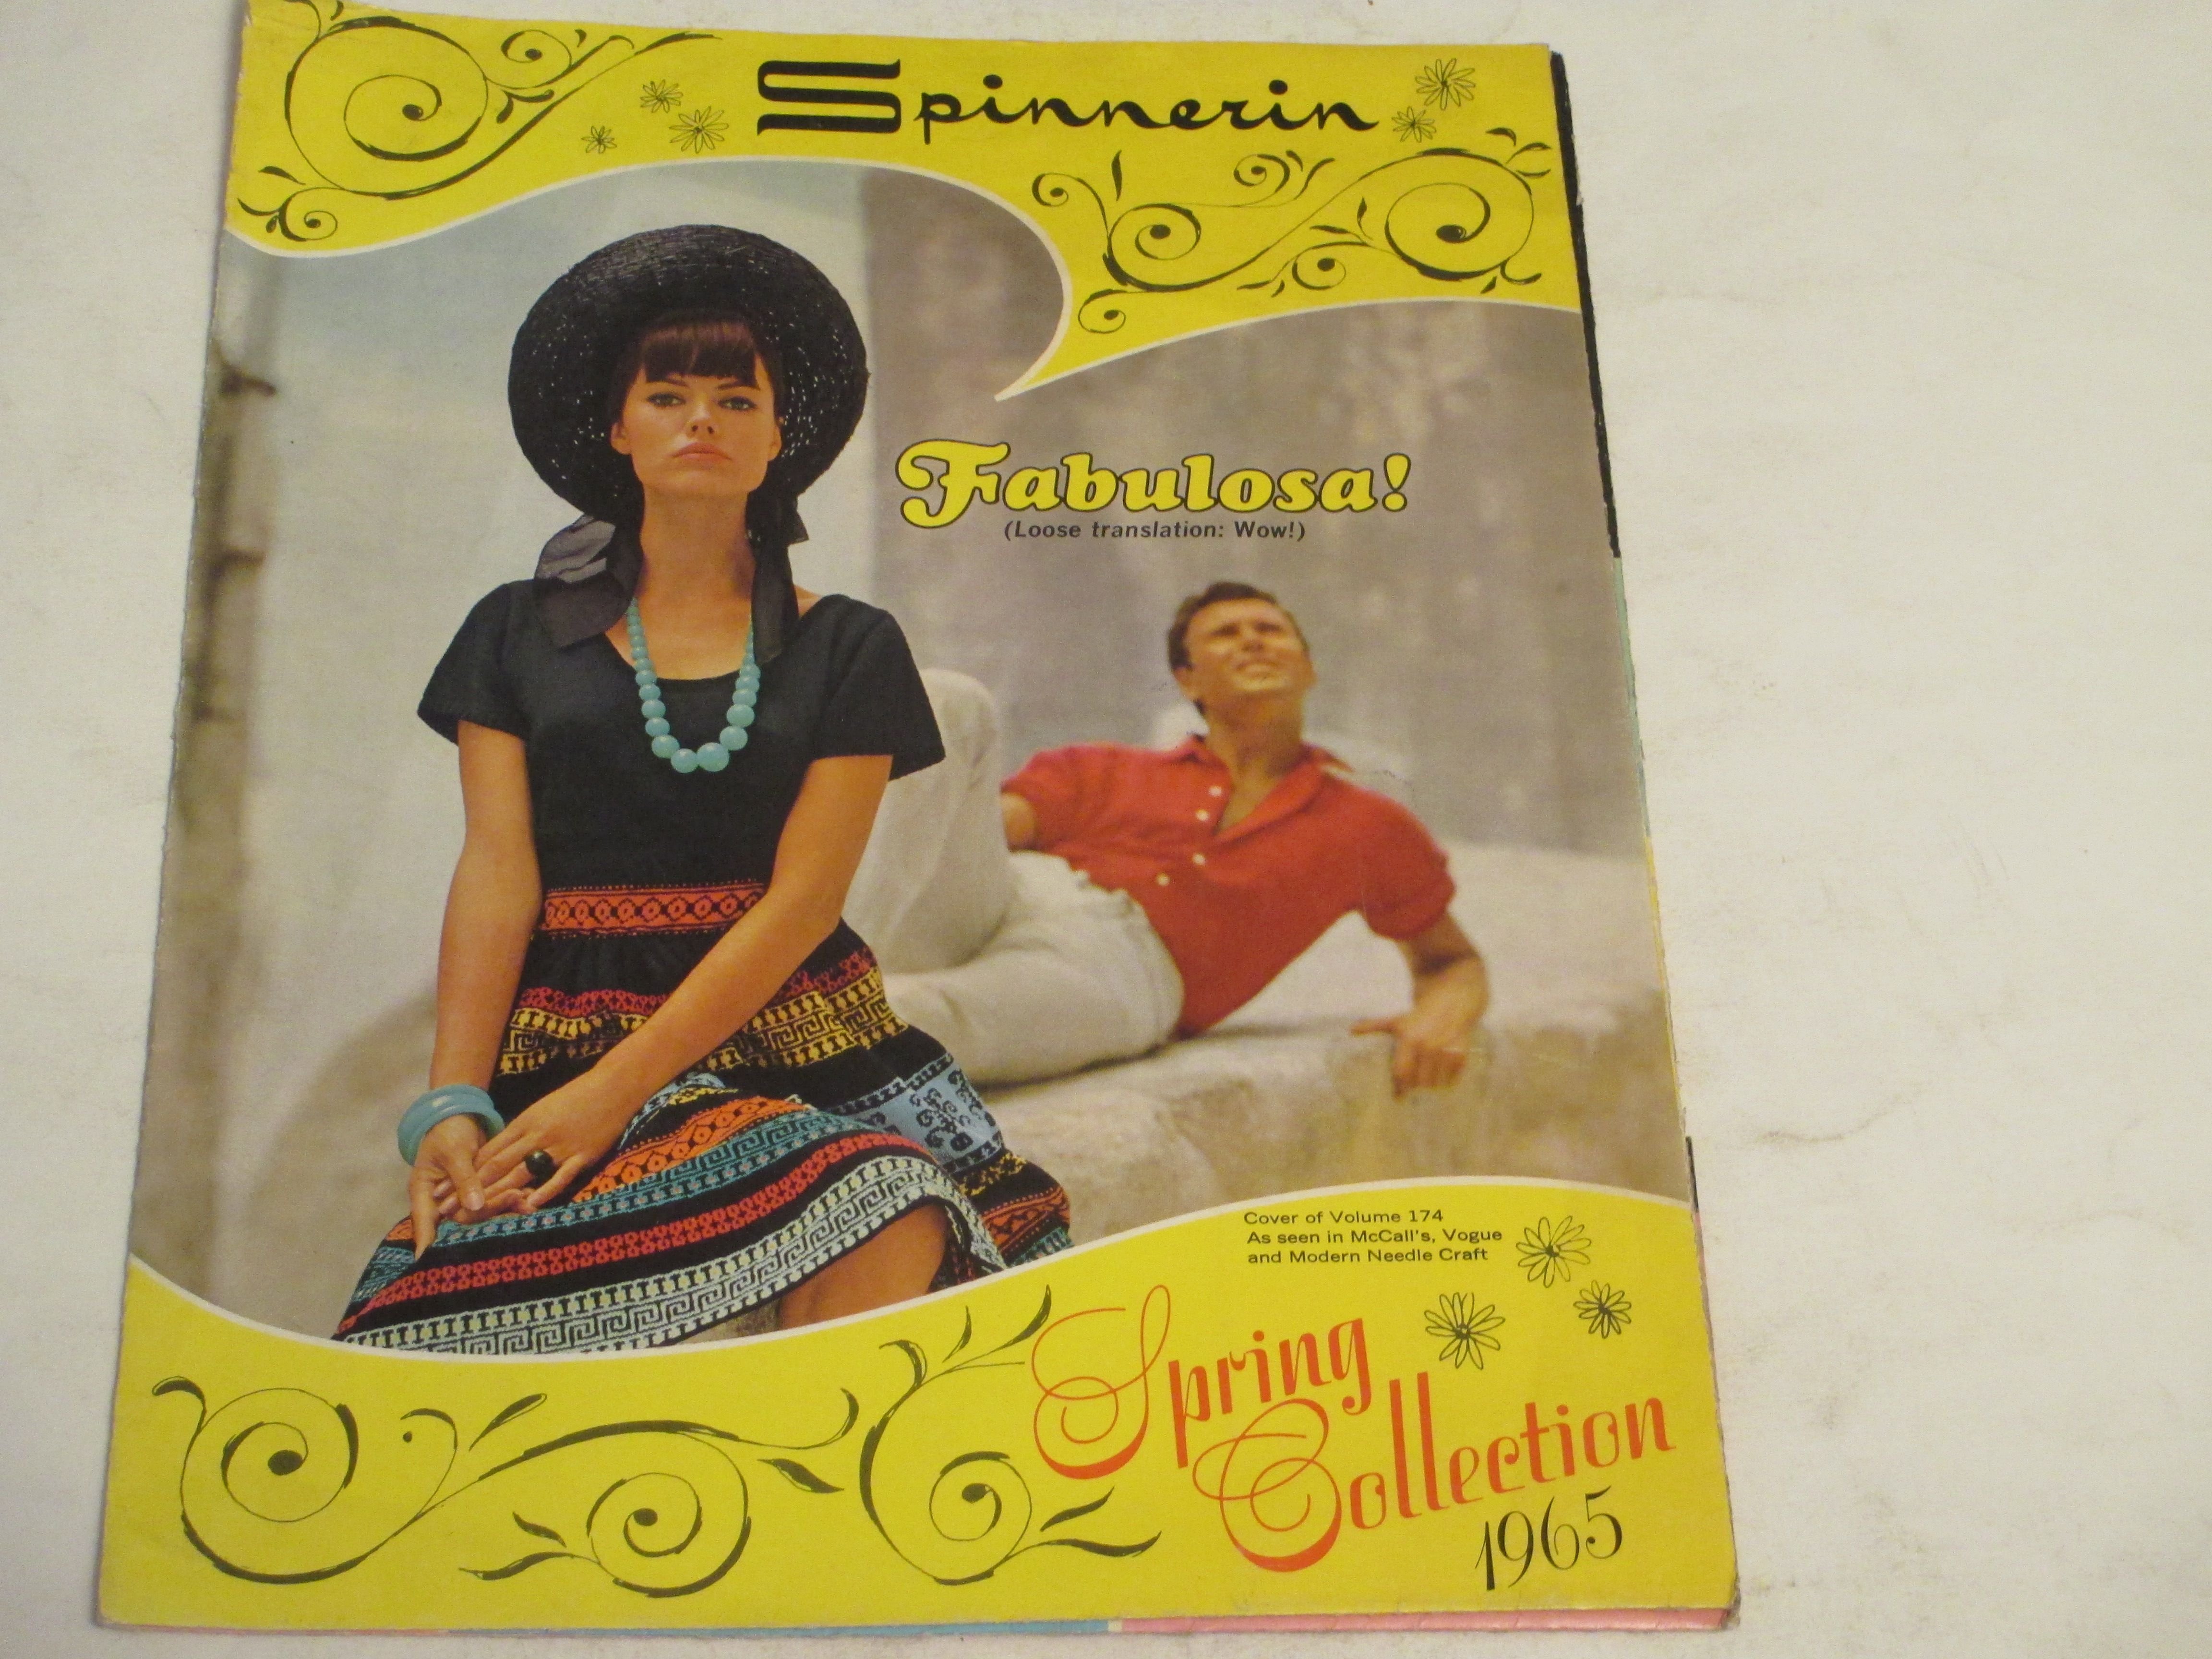 Spinnerin
Fabulosa!
(Loose translation: Wow!)
Cover of Volume 174
As seen in McCall's, Vogue
and Modern Needle Craft
Spring
Collection
1965